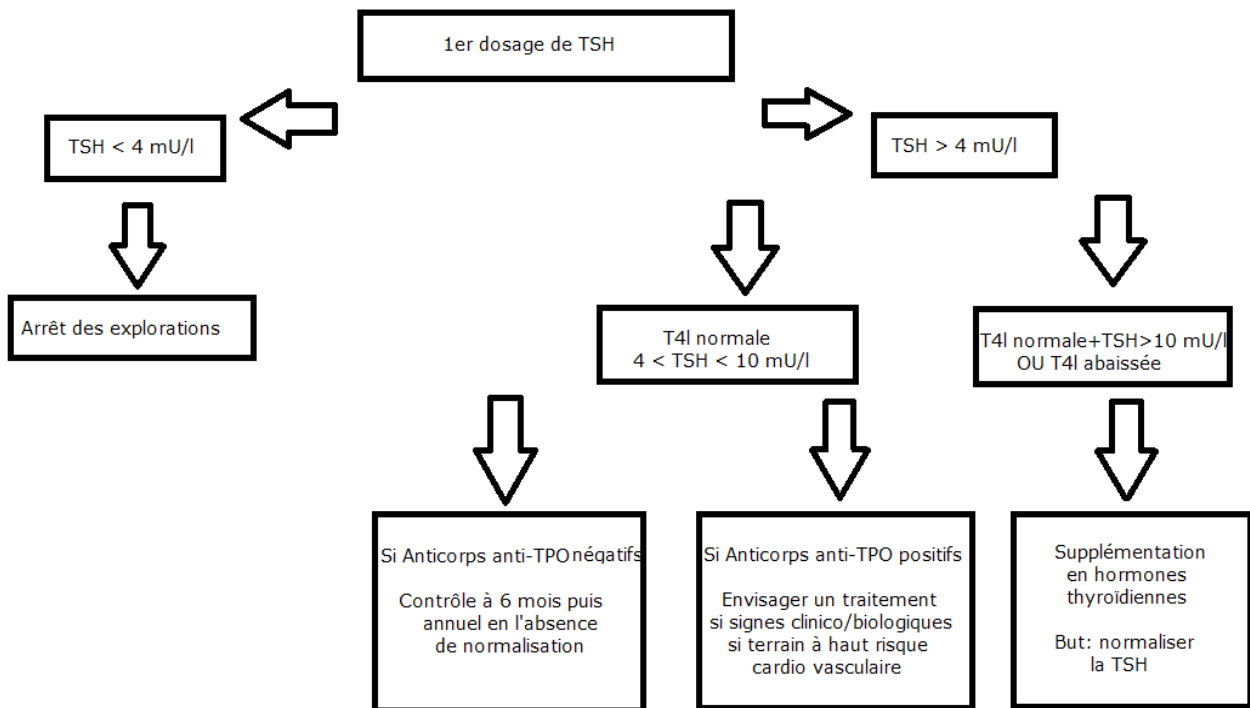 1er dosage de TSH
TSH < 4 mU/l
TSH > 4 mU/l
Arrêt des explorations
T4l normale
4 < TSH < 10 mU/l
T4l normale+TSH>10 mU/l
OU T4l abaissée
Si Anticorps anti-TPO négatifs
Contrôle à 6 mois puis
annuel en l'absence
de normalisation
Si Anticorps anti-TPO positifs
Envisager un traitement
si signes clinico/biologiques
si terrain à haut risque
cardio vasculaire
Supplémentation
en hormones
thyroïdiennes
But: normaliser
la TSH